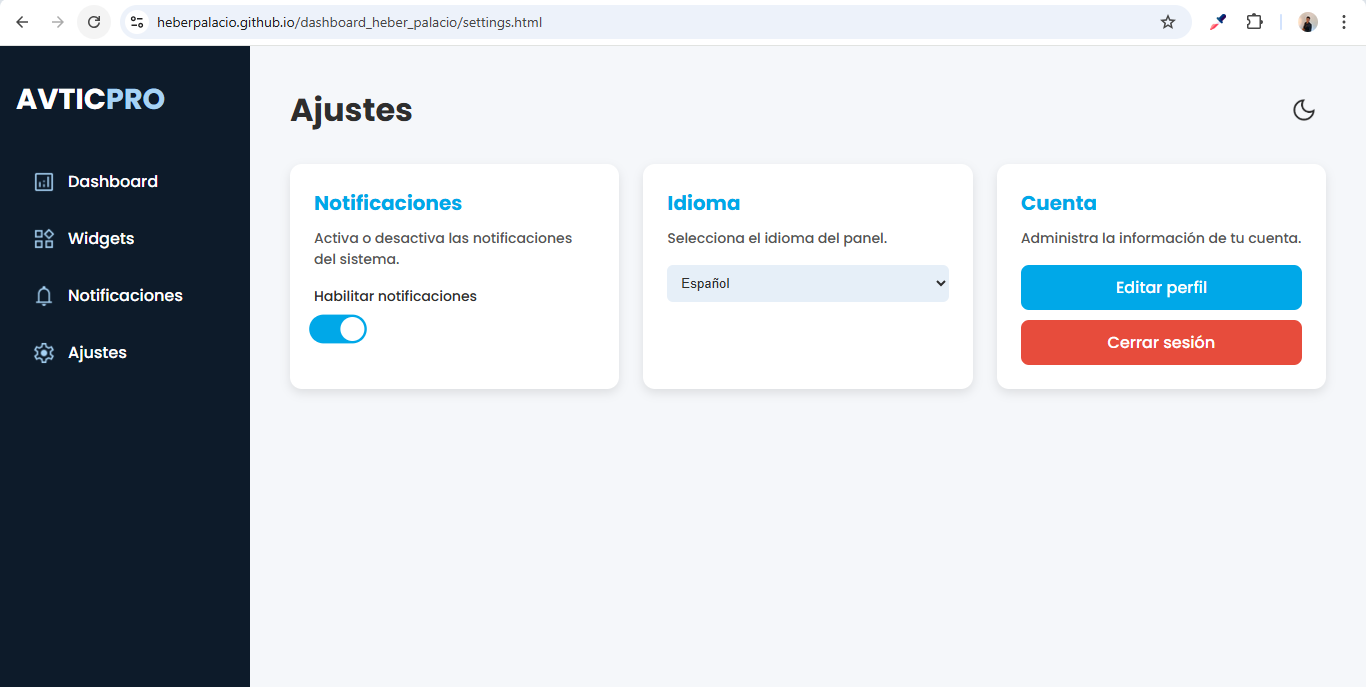 heberpalacio.github.io/dashboard_heber_palacio/settings.html
AVTICPRO
Dashboard
Widgets
Notificaciones
Ajustes
Ajustes
Notificaciones
Activa o desactiva las notificaciones
del sistema.
Habilitar notificaciones
Idioma
Selecciona el idioma del panel.
Español
Cuenta
Administra la información de tu cuenta.
Editar perfil
Cerrar sesión